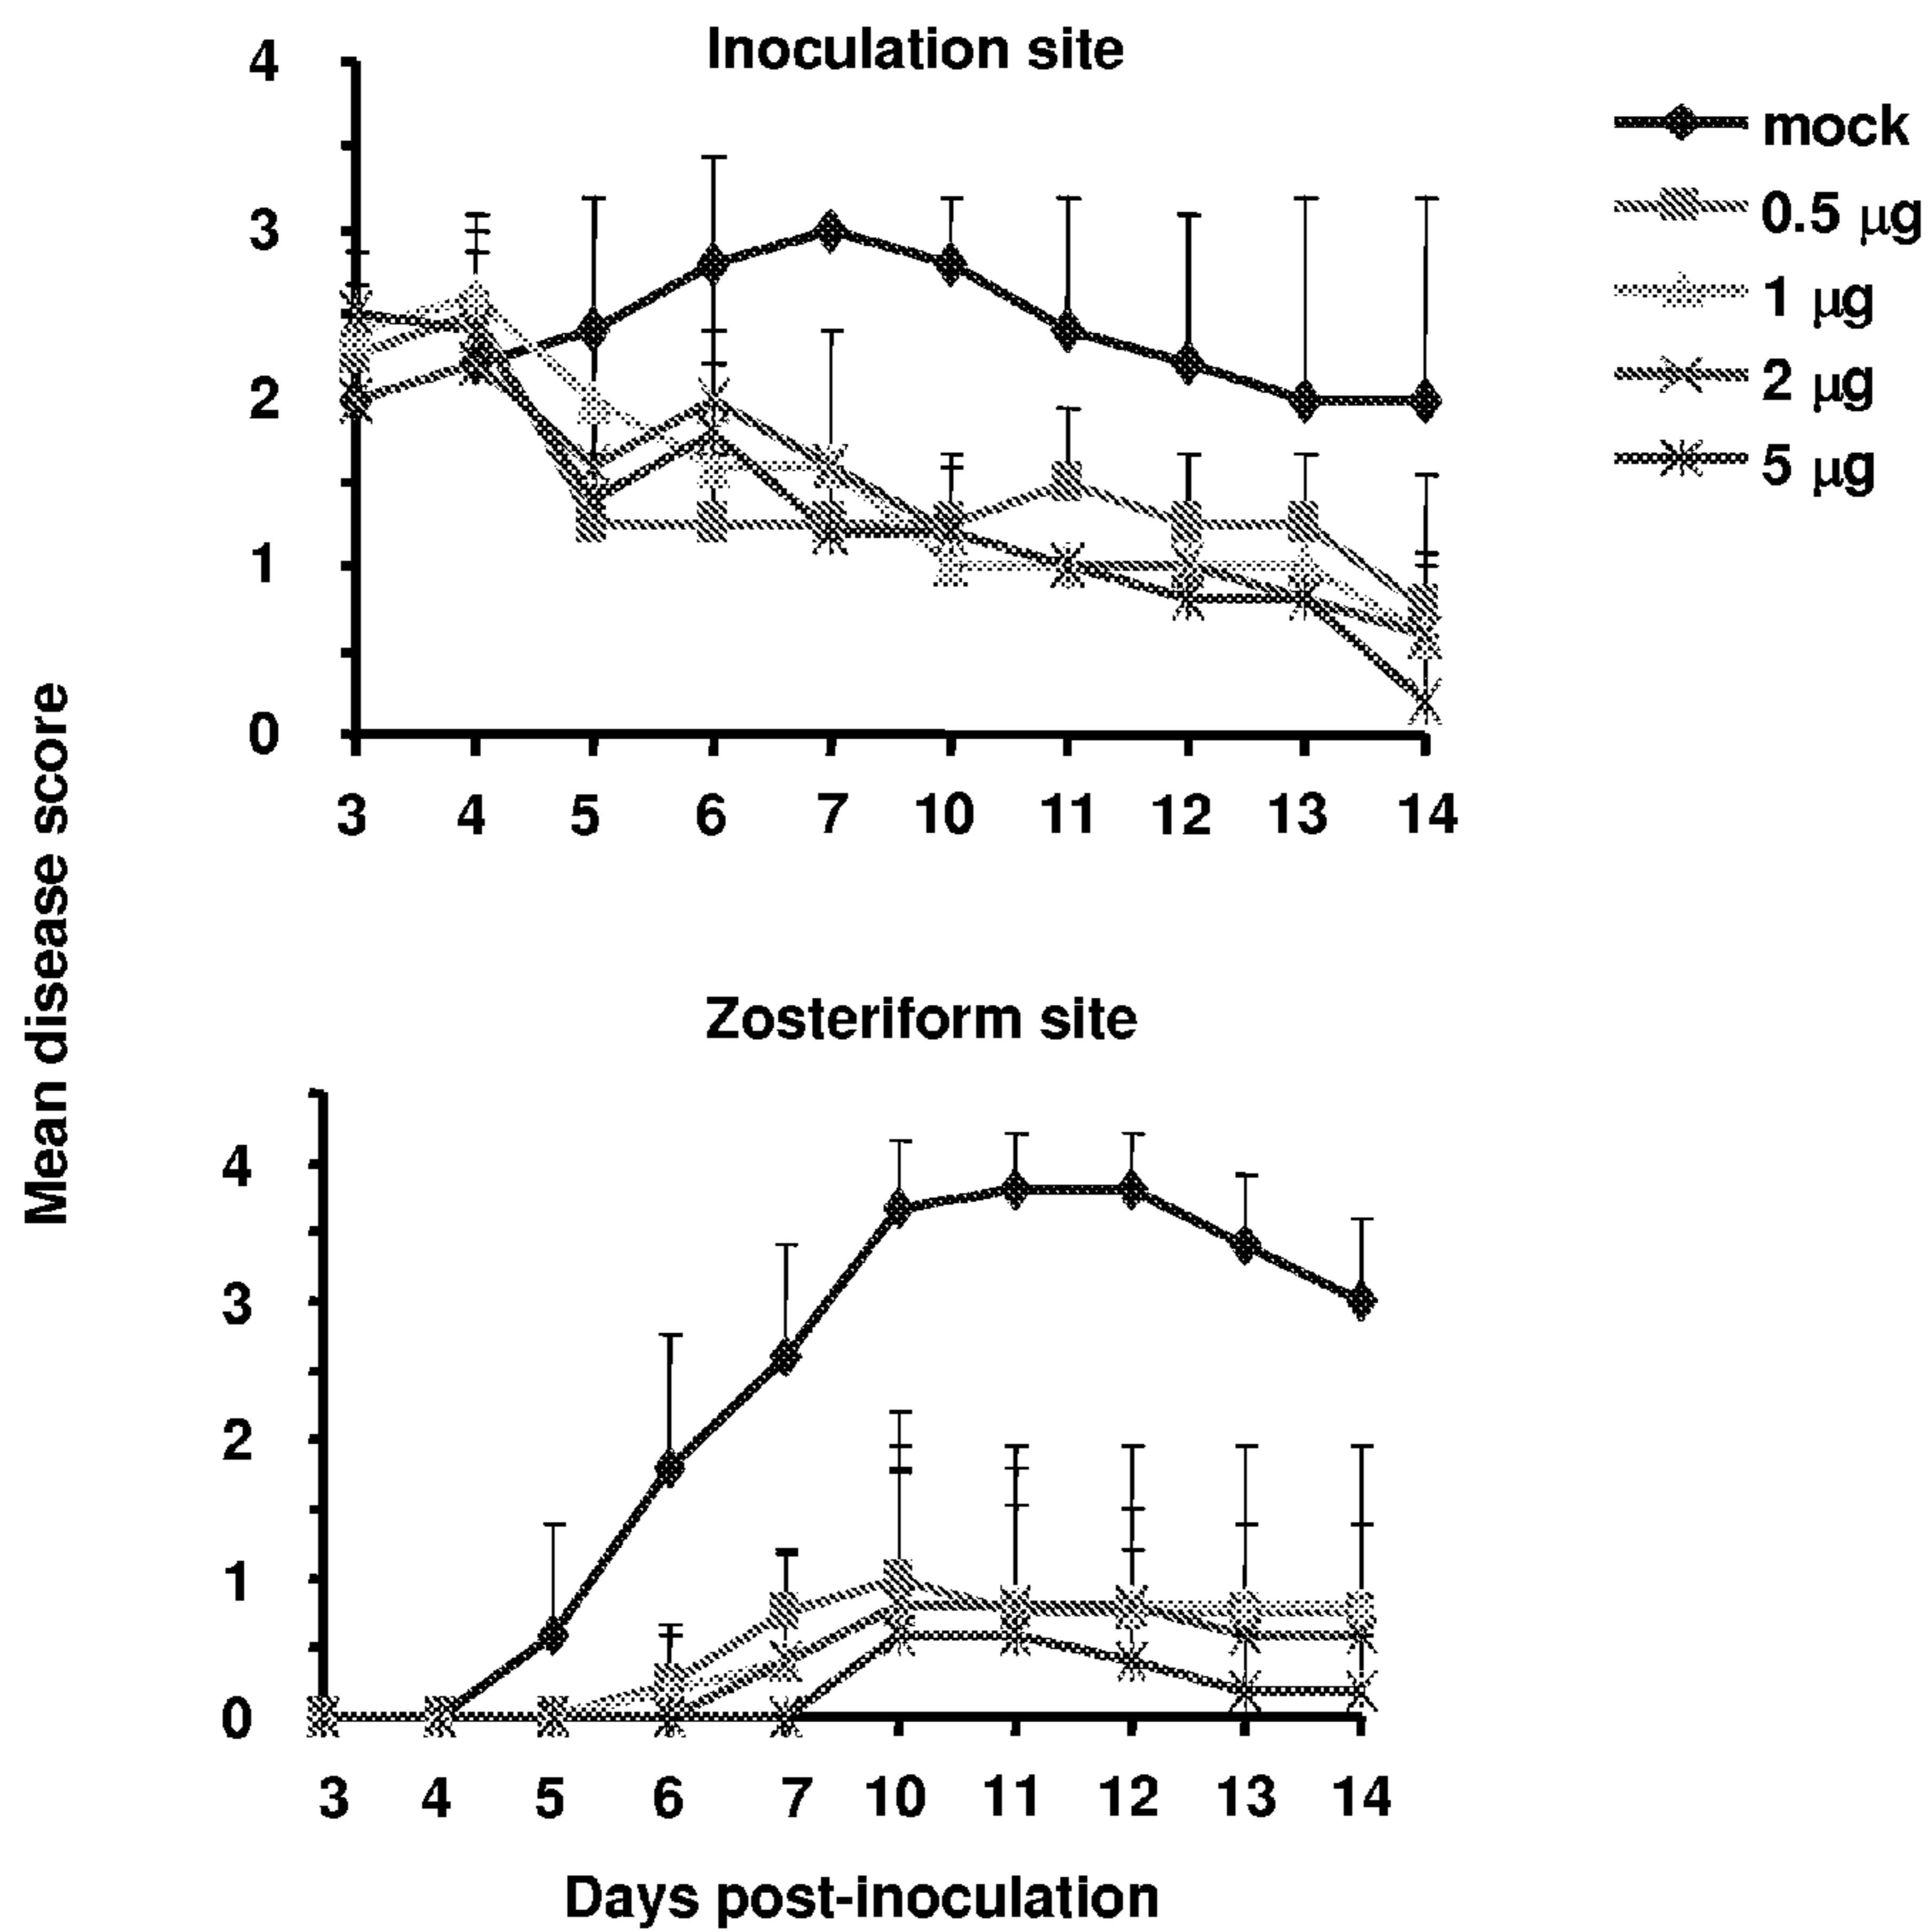 Inoculation site
4
3
2
1
0
3 4 5 6 7 10 11 12 13 14
mock
0.5 μg
1 μg
2 μg
5 μg
Mean disease score
Zosteriform site
4
3
2
1
0
3 4 5 6 7 10 11 12 13 14
Days post-inoculation